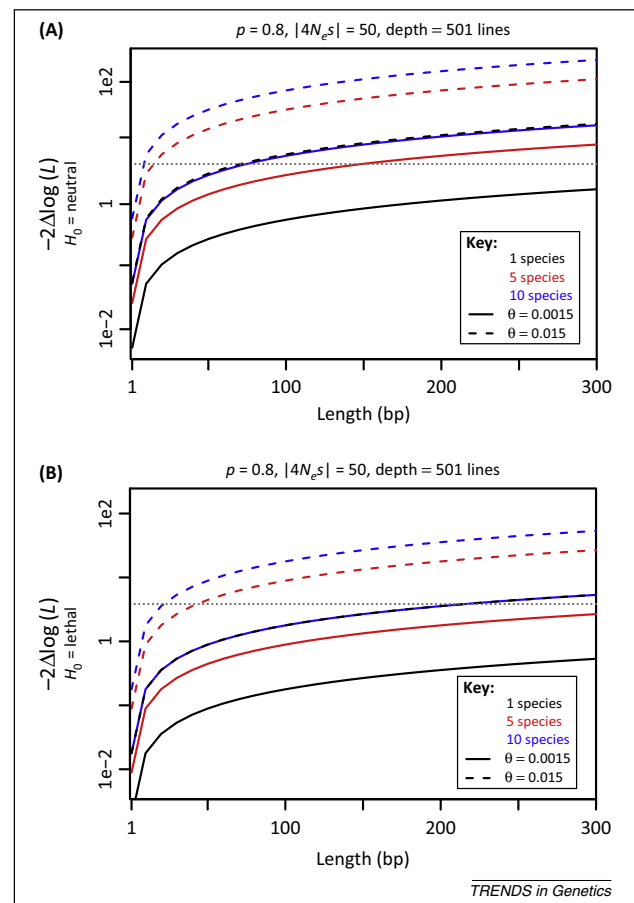 (A)
p = 0.8, |4Nₑs| = 50, depth = 501 lines
−2Δlog (L)
H₀ = neutral
1e2
1
1e-2
Key:
1 species
5 species
10 species
θ = 0.0015
θ = 0.015
1
100
200
300
Length (bp)
(B)
p = 0.8, |4Nₑs| = 50, depth = 501 lines
−2Δlog (L)
H₀ = lethal
1e2
1
1e-2
Key:
1 species
5 species
10 species
θ = 0.0015
θ = 0.015
1
100
200
300
Length (bp)
TRENDS in Genetics